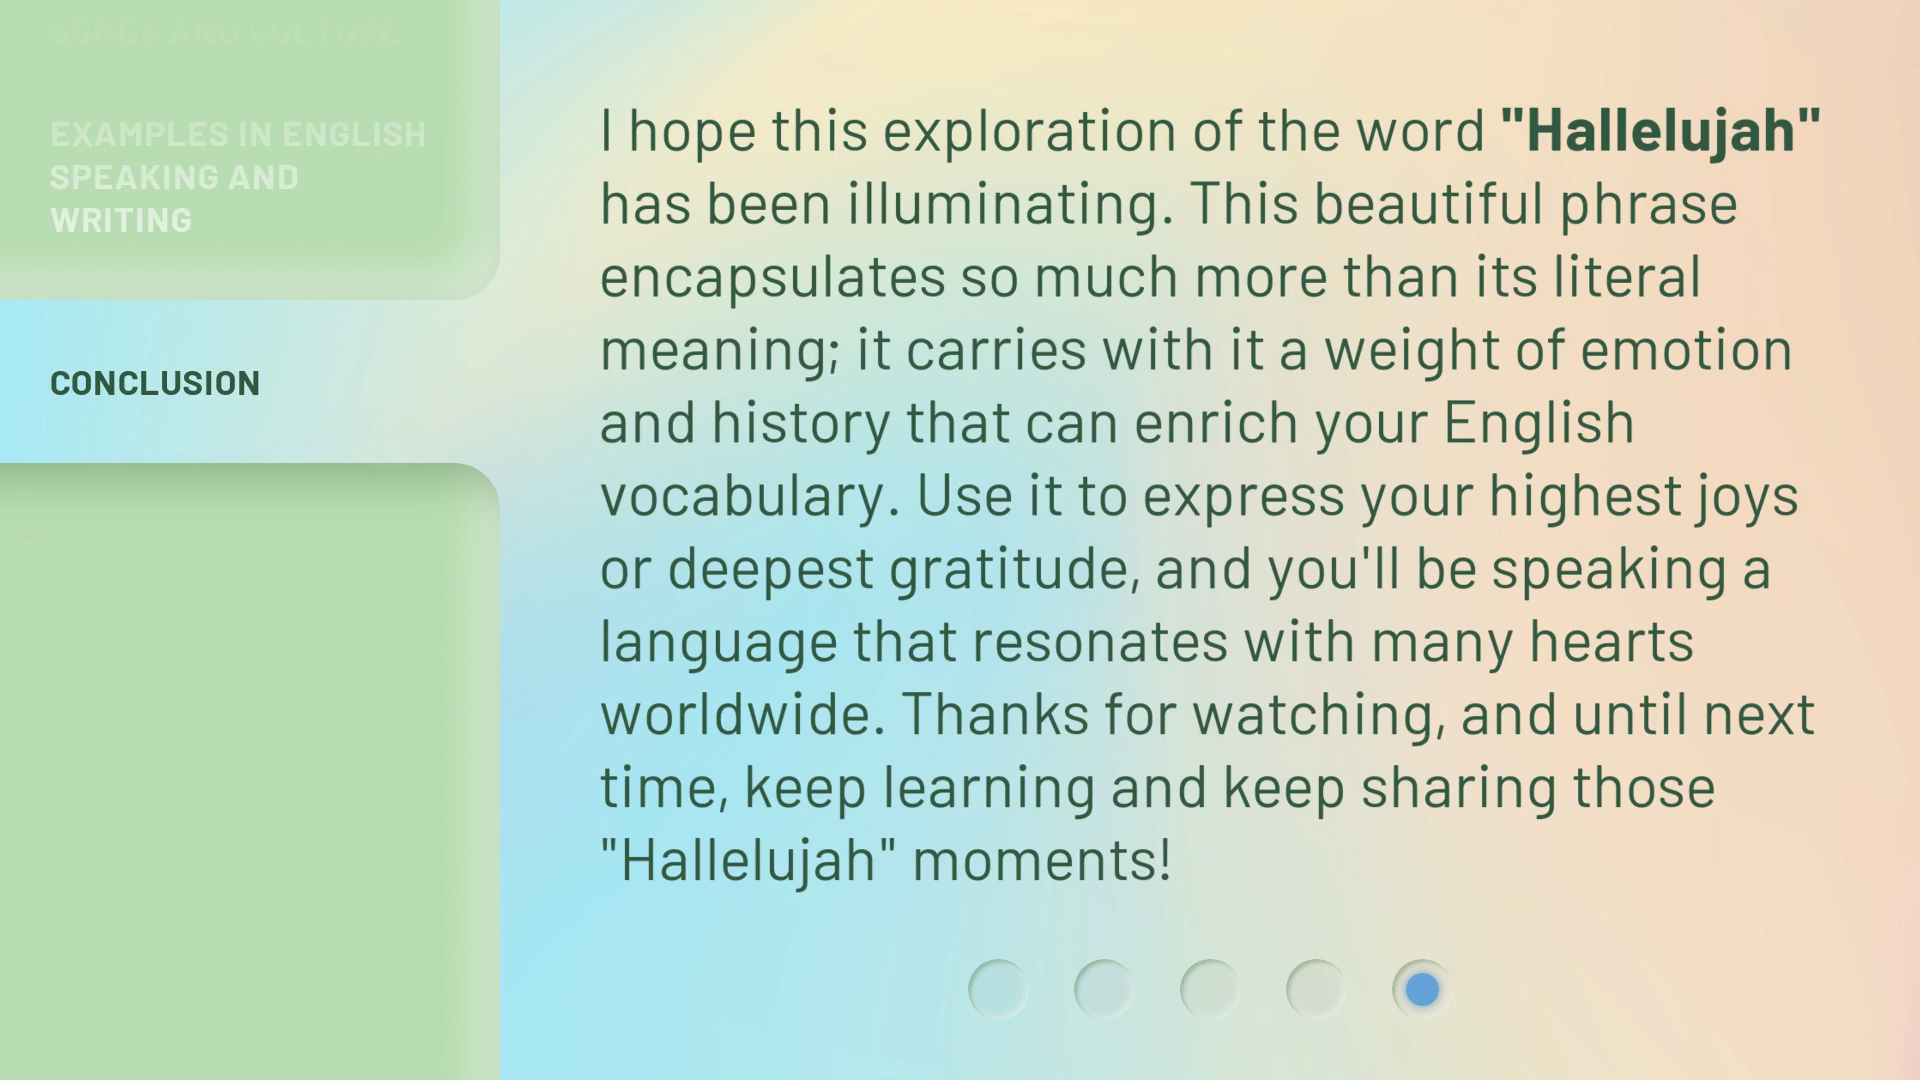 SONGS AND CULTURE
EXAMPLES IN ENGLISH
SPEAKING AND
WRITING
CONCLUSION
I hope this exploration of the word "Hallelujah"
has been illuminating. This beautiful phrase
encapsulates so much more than its literal
meaning; it carries with it a weight of emotion
and history that can enrich your English
vocabulary. Use it to express your highest joys
or deepest gratitude, and you'll be speaking a
language that resonates with many hearts
worldwide. Thanks for watching, and until next
time, keep learning and keep sharing those
"Hallelujah" moments!